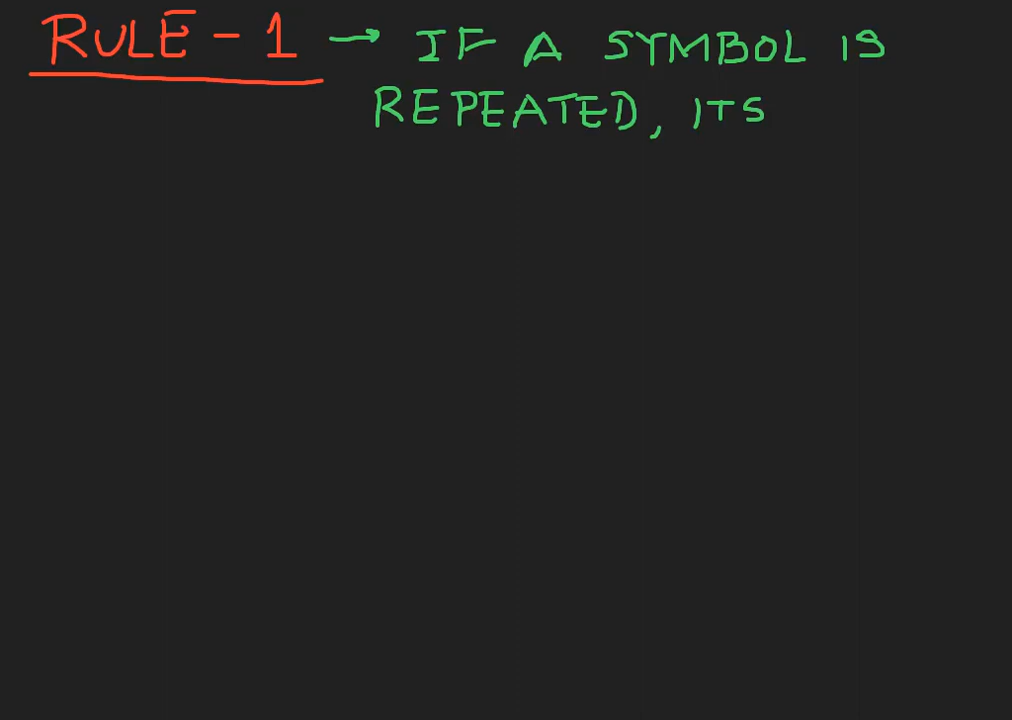 RULE - 1 → IF A SYMBOL IS
REPEATED, ITS